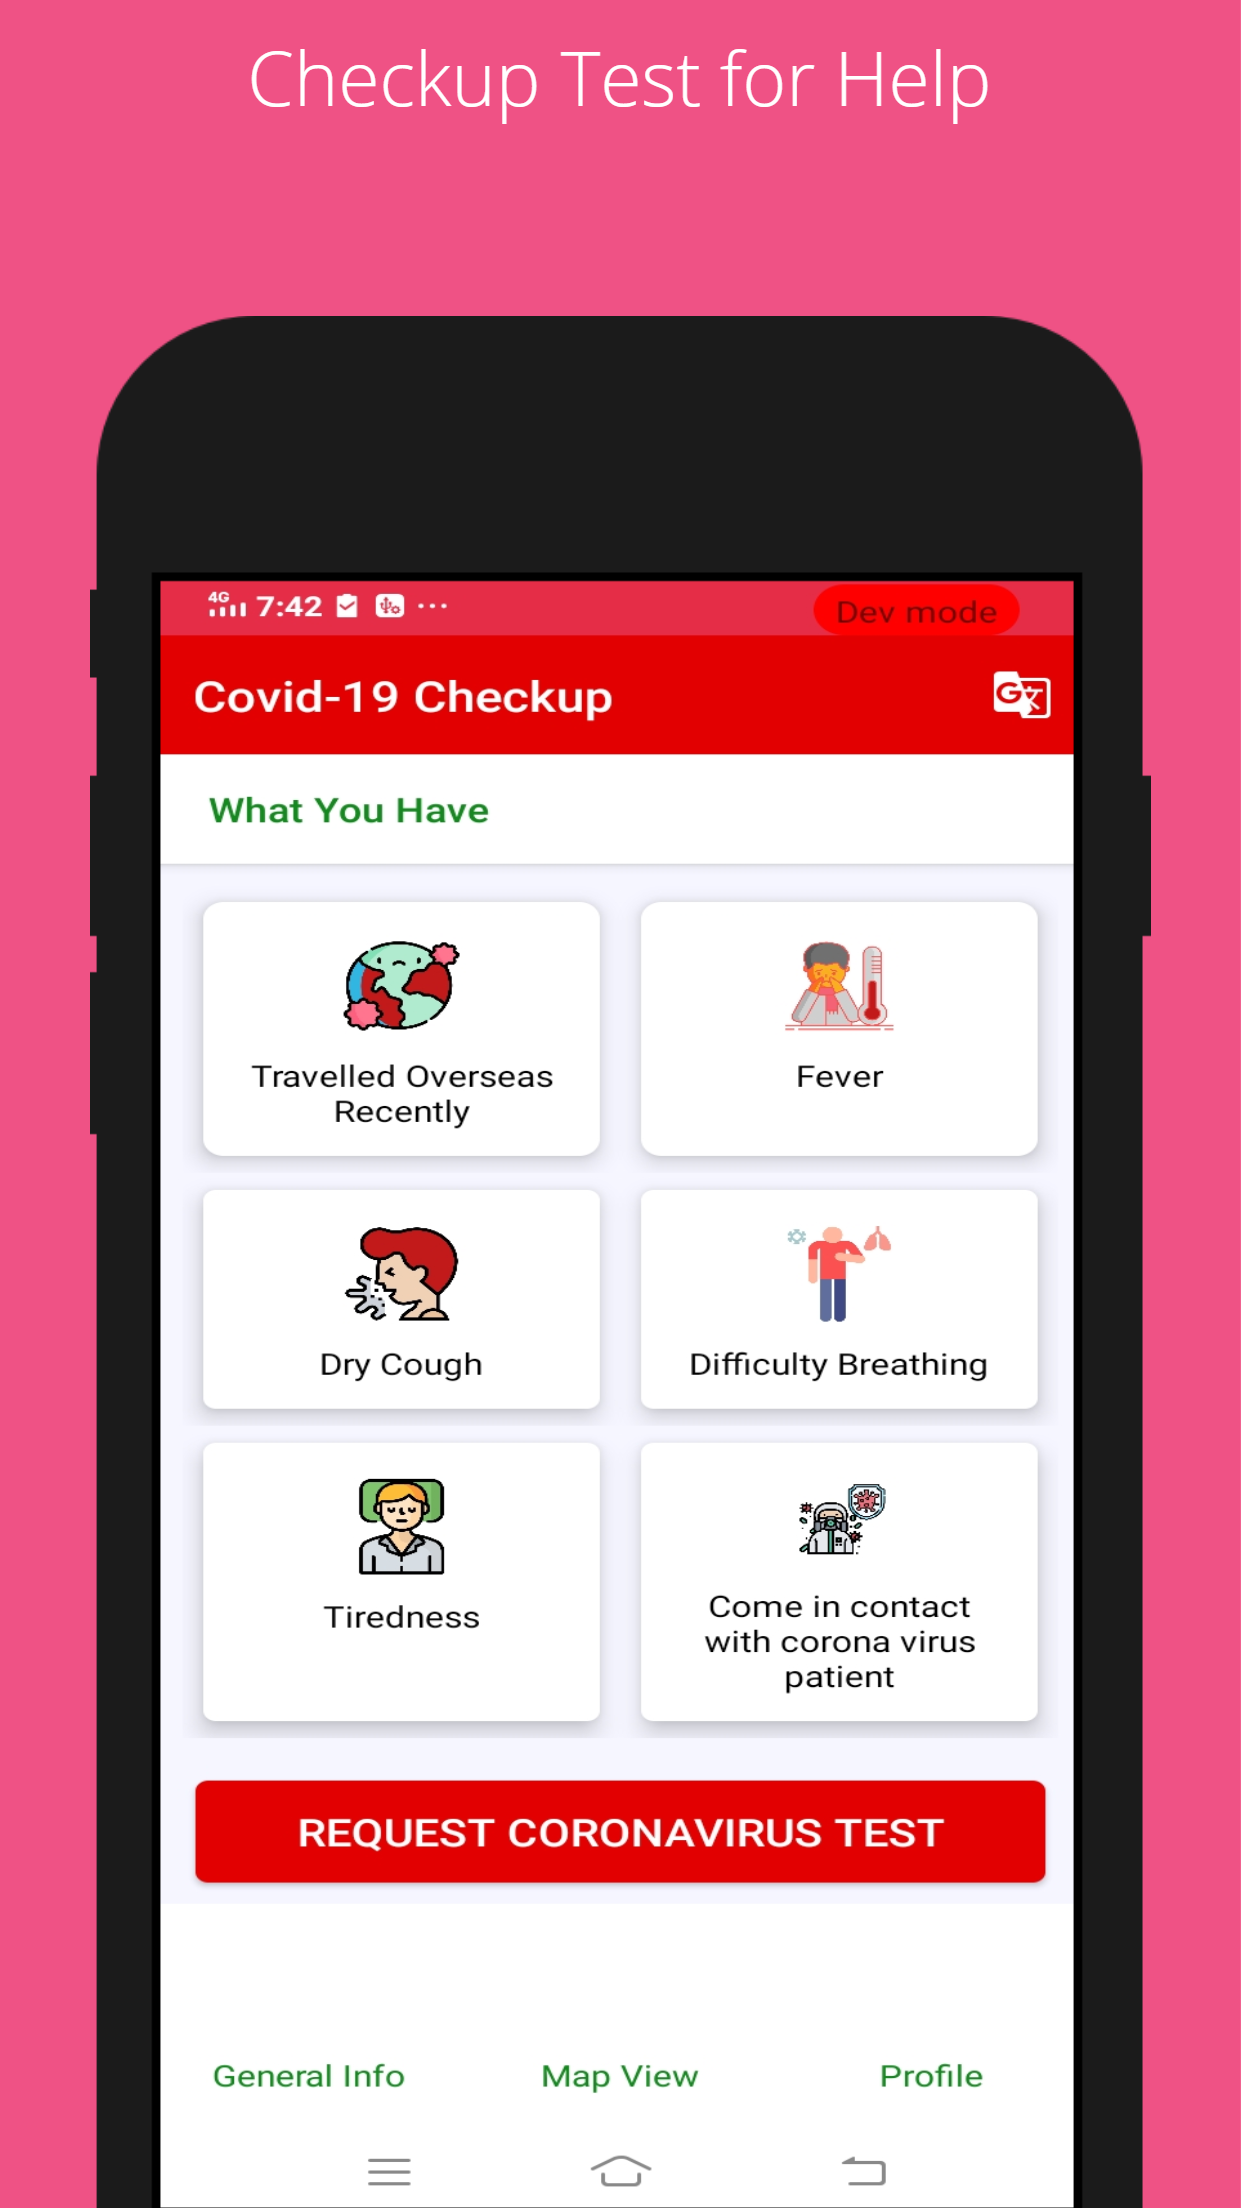 Checkup Test for Help
4G 7:42 ...
Dev mode
Covid-19 Checkup
G
What You Have
Travelled Overseas
Recently
Fever
Dry Cough
Difficulty Breathing
Tiredness
Come in contact
with corona virus
patient
REQUEST CORONAVIRUS TEST
General Info
Map View
Profile